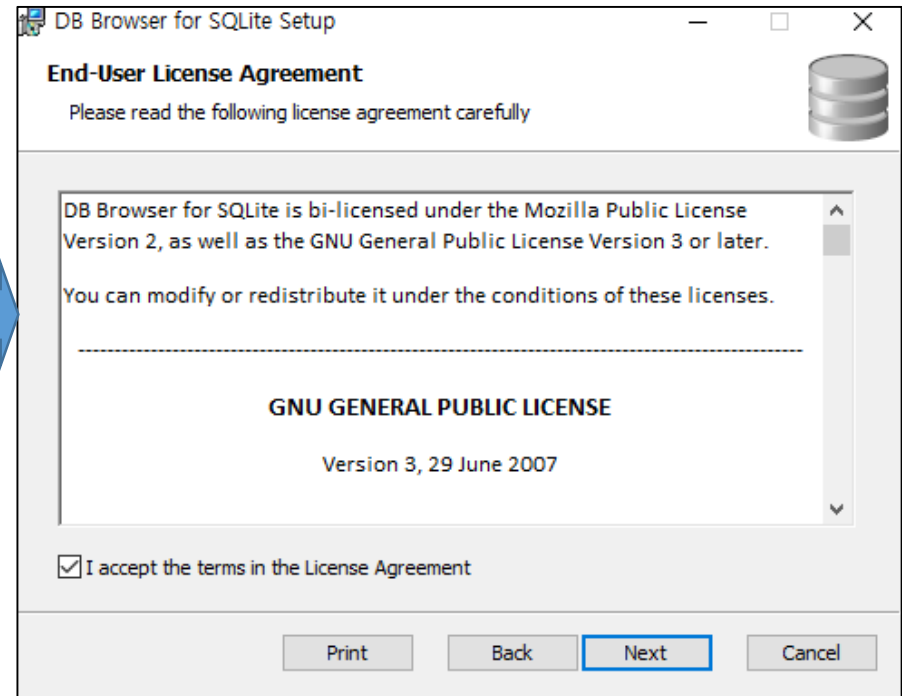 DB Browser for SQLite Setup
End-User License Agreement
Please read the following license agreement carefully
DB Browser for SQLite is bi-licensed under the Mozilla Public License
Version 2, as well as the GNU General Public License Version 3 or later.
You can modify or redistribute it under the conditions of these licenses.
--------------------------------------------------------------------------------------------------------
GNU GENERAL PUBLIC LICENSE
Version 3, 29 June 2007
I accept the terms in the License Agreement
Print Back Next Cancel